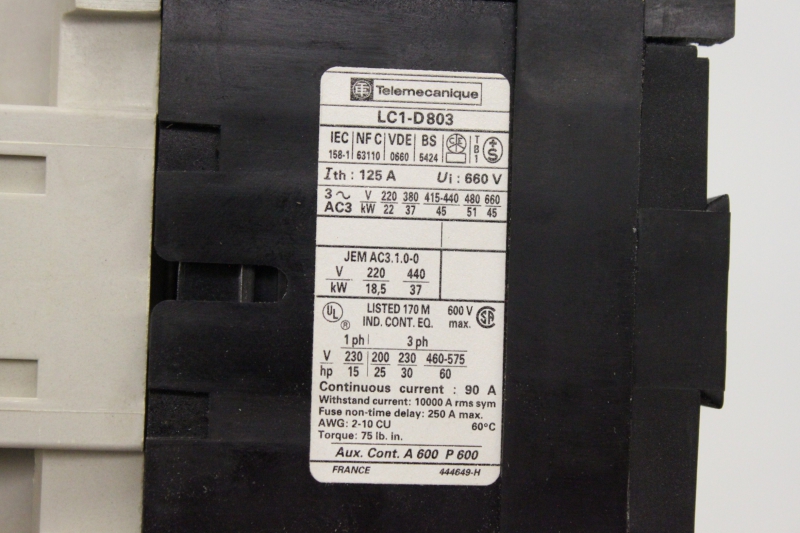 Telemecanique
LC1-D803
IEC NF C VDE BS
158-1 63110 0660 5424 TB1 S
Ith : 125 A Ui : 660 V
3~ V 220 380 415-440 480 660
AC3 kW 22 37 45 51 45
JEM AC3.1.0-0
V 220 440
kW 18,5 37
UL ® LISTED 170 M 600 V SA
IND. CONT. EQ. max.
1 ph 3 ph
V 230 200 230 460-575
hp 15 25 30 60
Continuous current : 90 A
Withstand current: 10000 A rms sym
Fuse non-time delay: 250 A max.
AWG: 2-10 CU 60°C
Torque: 75 lb. in.
Aux. Cont. A 600 P 600
FRANCE 444649-H